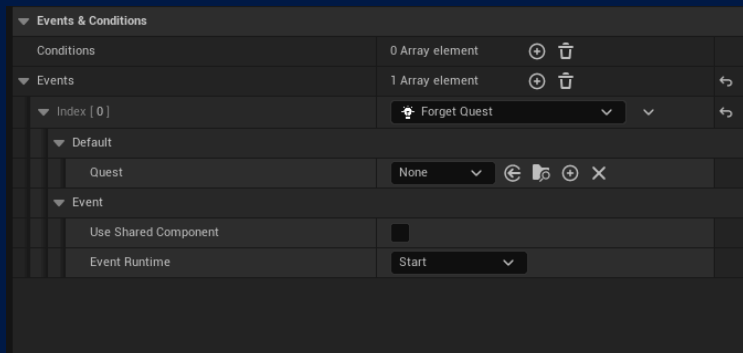 Events & Conditions
Conditions 0 Array element
Events 1 Array element
Index [ 0 ] Forget Quest
Default
Quest None
Event
Use Shared Component
Event Runtime Start